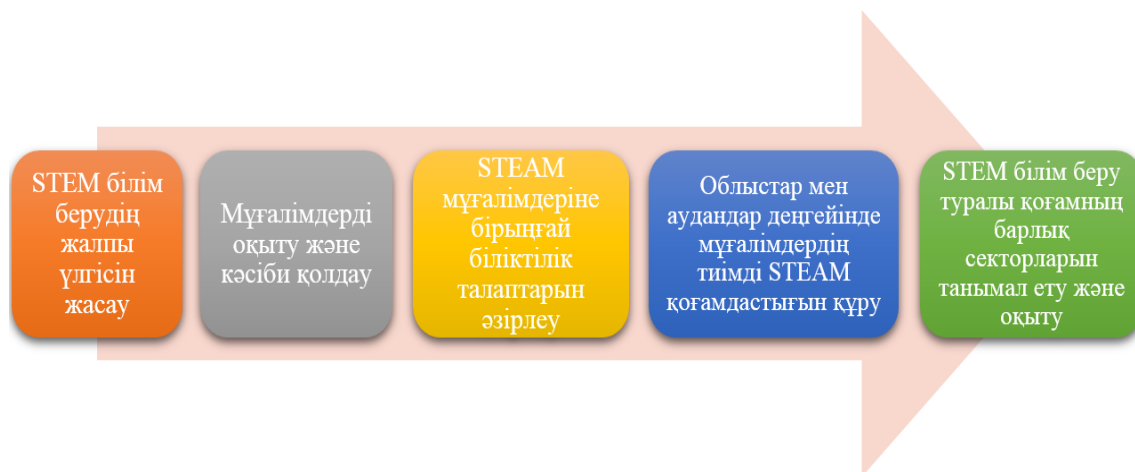 STEM білім
берудің
жалпы
үлгісін
жасау
Мұғалімдерді
оқыту және
кәсіби қолдау
STEAM
мұғалімдеріне
бірыңғай
біліктілік
талаптарын
әзірлеу
Облыстар мен
аудандар деңгейінде
мұғалімдердің
тиімді STEAM
қоғамдастығын құру
STEM білім беру
туралы қоғамның
барлық
секторларын
танымал ету және
оқыту